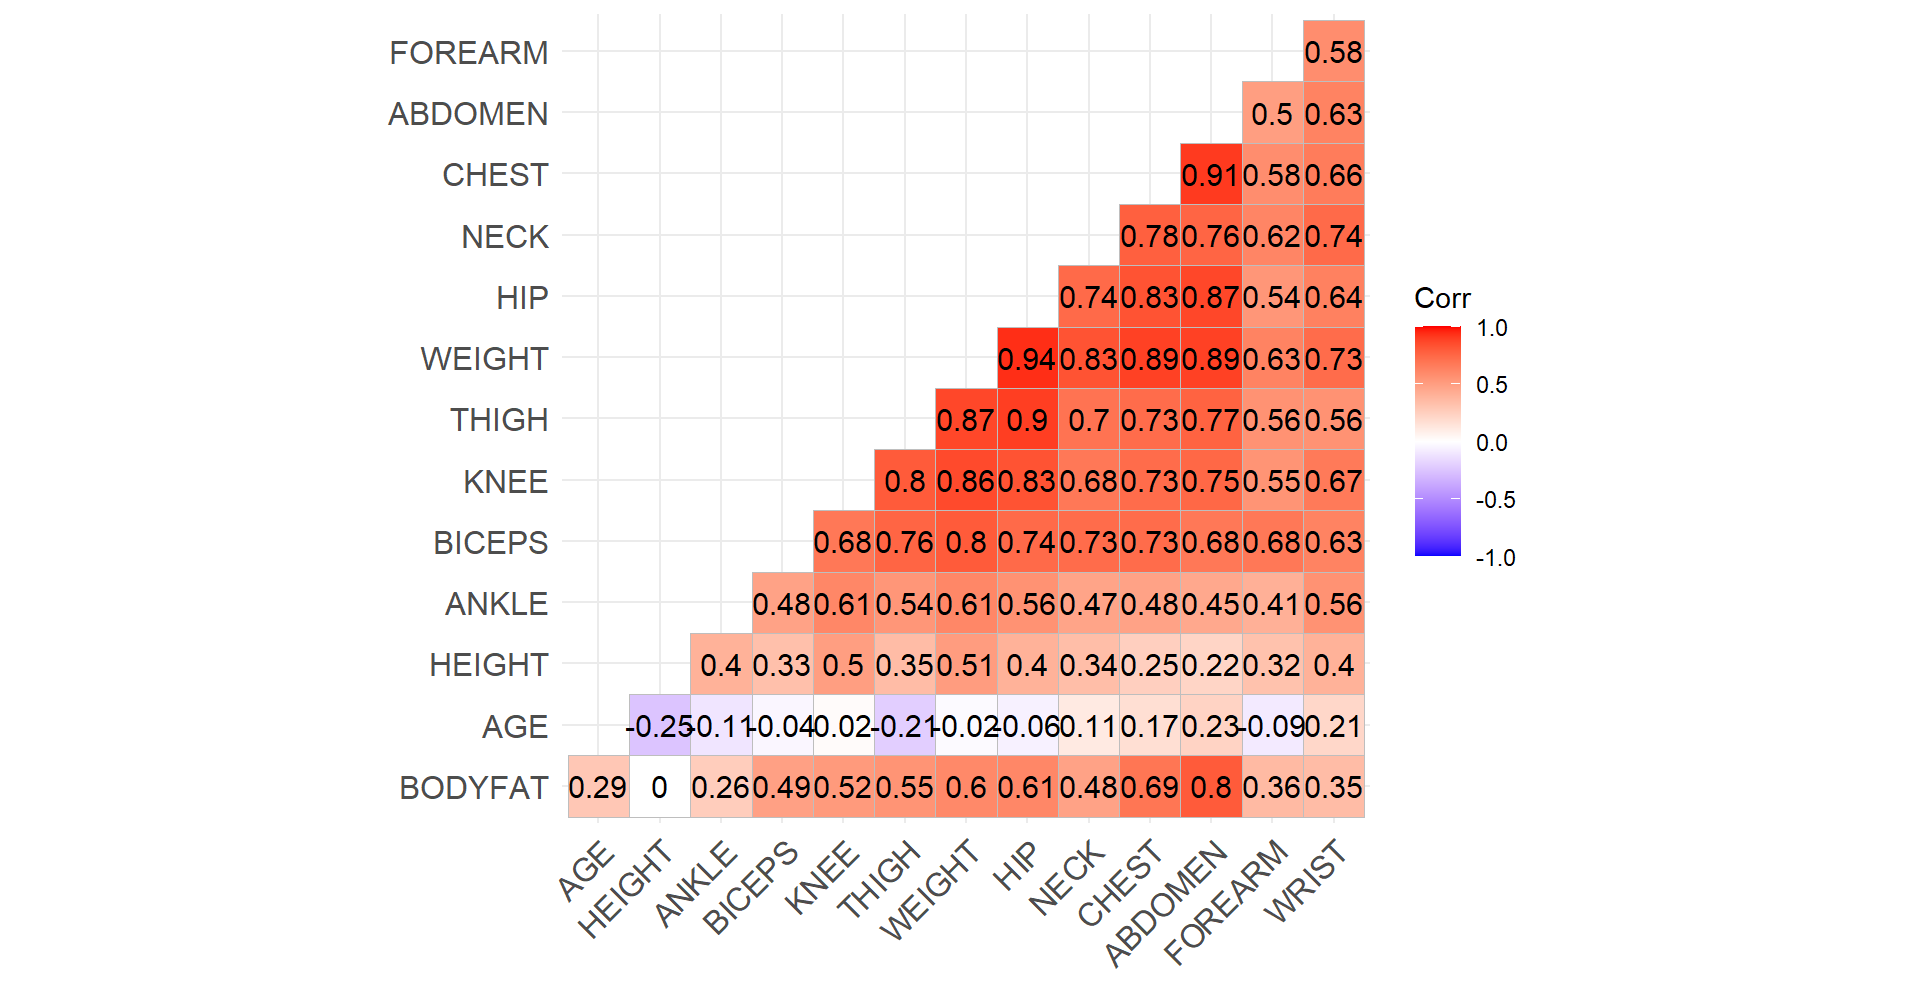 FOREARM 0.58
ABDOMEN 0.5 0.63
CHEST 0.91 0.58 0.66
NECK 0.78 0.76 0.62 0.74
HIP 0.74 0.83 0.87 0.54 0.64
WEIGHT 0.94 0.83 0.89 0.89 0.63 0.73
THIGH 0.87 0.9 0.7 0.73 0.77 0.56 0.56
KNEE 0.8 0.86 0.83 0.68 0.73 0.75 0.55 0.67
BICEPS 0.68 0.76 0.8 0.74 0.73 0.73 0.68 0.68 0.63
ANKLE 0.48 0.61 0.54 0.61 0.56 0.47 0.48 0.45 0.41 0.56
HEIGHT 0.4 0.33 0.5 0.35 0.51 0.4 0.34 0.25 0.22 0.32 0.4
AGE -0.25 -0.11 -0.04 0.02 -0.21 -0.02 -0.06 0.11 0.17 0.23 -0.09 0.21
BODYFAT 0.29 0 0.26 0.49 0.52 0.55 0.6 0.61 0.48 0.69 0.8 0.36 0.35
AGE HEIGHT ANKLE BICEPS KNEE THIGH WEIGHT HIP NECK CHEST ABDOMEN FOREARM WRIST
Corr
1.0
0.5
0.0
-0.5
-1.0